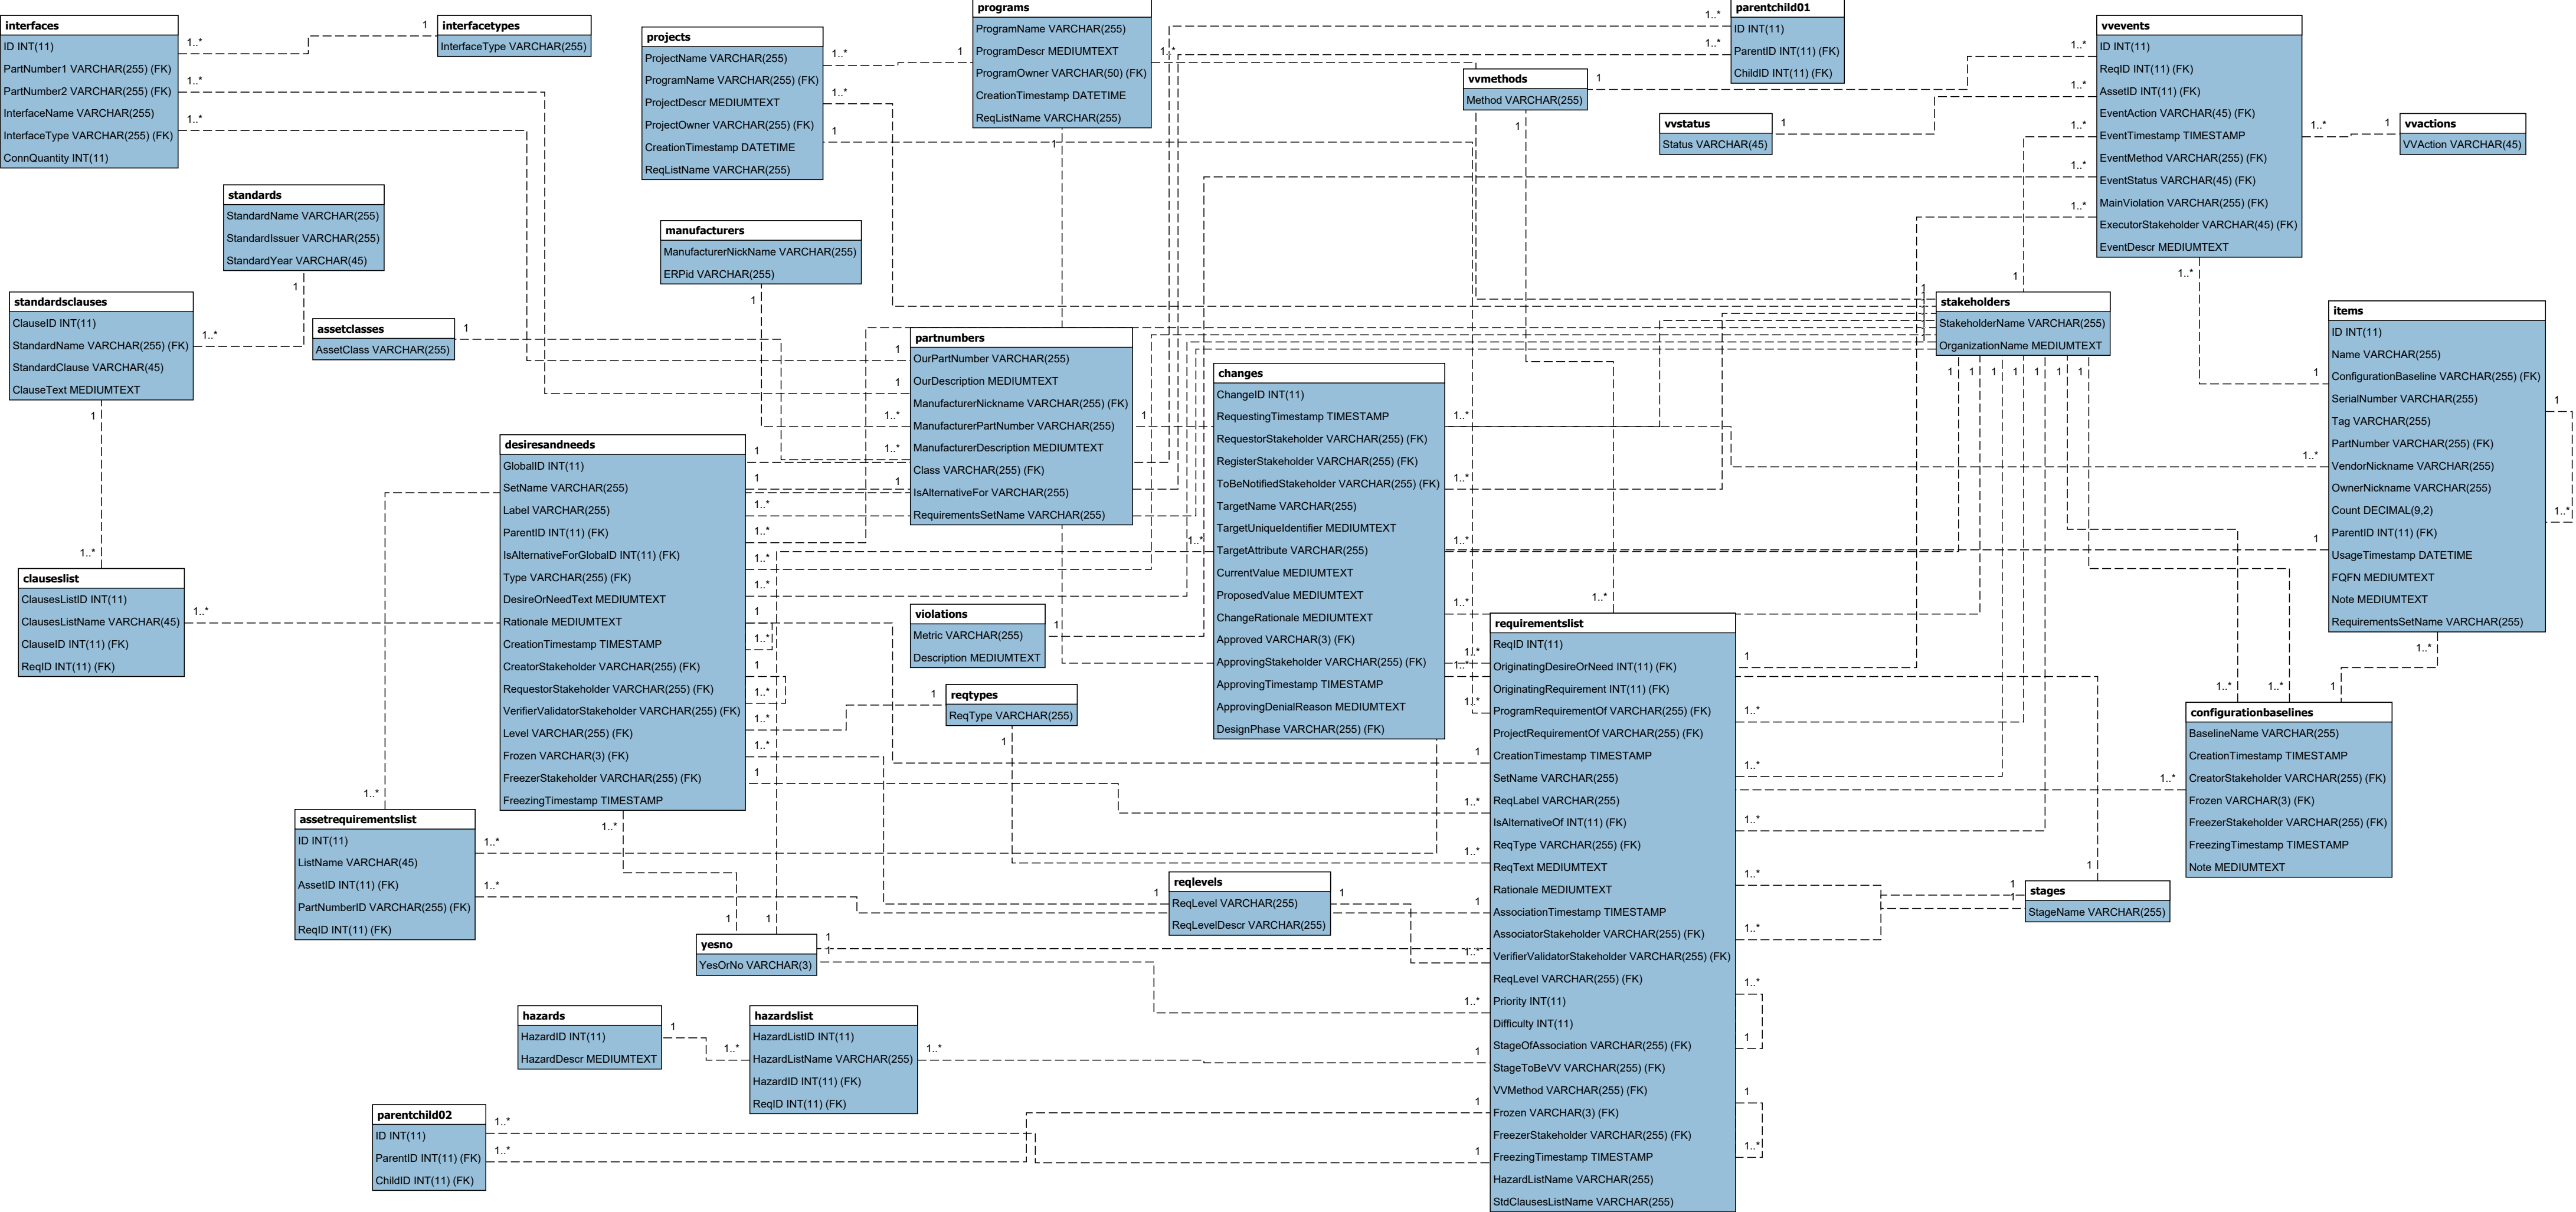 interfaces
ID INT(11)
PartNumber1 VARCHAR(255) (FK)
PartNumber2 VARCHAR(255) (FK)
InterfaceName VARCHAR(255)
InterfaceType VARCHAR(255) (FK)
ConnQuantity INT(11)
interfacetypes
InterfaceType VARCHAR(255)
projects
ProjectName VARCHAR(255)
ProgramName VARCHAR(255) (FK)
ProjectDescr MEDIUMTEXT
ProjectOwner VARCHAR(255) (FK)
CreationTimestamp DATETIME
ReqListName VARCHAR(255)
programs
ProgramName VARCHAR(255)
ProgramDescr MEDIUMTEXT
ProgramOwner VARCHAR(50) (FK)
CreationTimestamp DATETIME
ReqListName VARCHAR(255)
parentchild01
ID INT(11)
ParentID INT(11) (FK)
ChildID INT(11) (FK)
vvmethods
Method VARCHAR(255)
vvstatus
Status VARCHAR(45)
vvevents
ID INT(11)
ReqID INT(11) (FK)
AssetID INT(11) (FK)
EventAction VARCHAR(45) (FK)
EventTimestamp TIMESTAMP
EventMethod VARCHAR(255) (FK)
EventStatus VARCHAR(45) (FK)
MainViolation VARCHAR(255) (FK)
ExecutorStakeholder VARCHAR(45) (FK)
EventDescr MEDIUMTEXT
vvactions
VVAction VARCHAR(45)
standards
StandardName VARCHAR(255)
StandardIssuer VARCHAR(255)
StandardYear VARCHAR(45)
manufacturers
ManufacturerNickName VARCHAR(255)
ERPid VARCHAR(255)
standardsclauses
ClauseID INT(11)
StandardName VARCHAR(255) (FK)
StandardClause VARCHAR(45)
ClauseText MEDIUMTEXT
assetclasses
AssetClass VARCHAR(255)
partnumbers
OurPartNumber VARCHAR(255)
OurDescription MEDIUMTEXT
ManufacturerNickname VARCHAR(255) (FK)
ManufacturerPartNumber VARCHAR(255)
ManufacturerDescription MEDIUMTEXT
Class VARCHAR(255) (FK)
IsAlternativeFor VARCHAR(255)
RequirementsSetName VARCHAR(255)
stakeholders
StakeholderName VARCHAR(255)
OrganizationName MEDIUMTEXT
items
ID INT(11)
Name VARCHAR(255)
ConfigurationBaseline VARCHAR(255) (FK)
SerialNumber VARCHAR(255)
Tag VARCHAR(255)
PartNumber VARCHAR(255) (FK)
VendorNickname VARCHAR(255)
OwnerNickname VARCHAR(255)
Count DECIMAL(9,2)
ParentID INT(11) (FK)
UsageTimestamp DATETIME
FQFN MEDIUMTEXT
Note MEDIUMTEXT
RequirementsSetName VARCHAR(255)
changes
ChangeID INT(11)
RequestingTimestamp TIMESTAMP
RequestorStakeholder VARCHAR(255) (FK)
RegisterStakeholder VARCHAR(255) (FK)
ToBeNotifiedStakeholder VARCHAR(255) (FK)
TargetName VARCHAR(255)
TargetUniqueIdentifier MEDIUMTEXT
TargetAttribute VARCHAR(255)
CurrentValue MEDIUMTEXT
ProposedValue MEDIUMTEXT
ChangeRationale MEDIUMTEXT
Approved VARCHAR(3) (FK)
ApprovingStakeholder VARCHAR(255) (FK)
ApprovingTimestamp TIMESTAMP
ApprovingDenialReason MEDIUMTEXT
DesignPhase VARCHAR(255) (FK)
desiresandneeds
GlobalID INT(11)
SetName VARCHAR(255)
Label VARCHAR(255)
ParentID INT(11) (FK)
IsAlternativeForGlobalD INT(11) (FK)
Type VARCHAR(255) (FK)
DesireOrNeedText MEDIUMTEXT
Rationale MEDIUMTEXT
CreationTimestamp TIMESTAMP
CreatorStakeholder VARCHAR(255) (FK)
RequestorStakeholder VARCHAR(255) (FK)
VerifierValidatorStakeholder VARCHAR(255) (FK)
Level VARCHAR(255) (FK)
Frozen VARCHAR(3) (FK)
FreezerStakeholder VARCHAR(255) (FK)
FreezingTimestamp TIMESTAMP
clauseslist
ClausesListID INT(11)
ClausesListName VARCHAR(45)
ClauseID INT(11) (FK)
ReqID INT(11) (FK)
violations
Metric VARCHAR(255)
Description MEDIUMTEXT
reqtypes
ReqType VARCHAR(255)
requirementslist
ReqID INT(11)
OriginatingDesireOrNeed INT(11) (FK)
OriginatingRequirement INT(11) (FK)
ProgramRequirementOf VARCHAR(255) (FK)
ProjectRequirementOf VARCHAR(255) (FK)
CreationTimestamp TIMESTAMP
SetName VARCHAR(255)
ReqLabel VARCHAR(255)
IsAlternativeOf INT(11) (FK)
ReqType VARCHAR(255) (FK)
ReqText MEDIUMTEXT
Rationale MEDIUMTEXT
AssociationTimestamp TIMESTAMP
AssociatorStakeholder VARCHAR(255) (FK)
VerifierValidatorStakeholder VARCHAR(255) (FK)
ReqLevel VARCHAR(255) (FK)
Priority INT(11)
Difficulty INT(11)
StageOfAssociation VARCHAR(255) (FK)
StageToBeVV VARCHAR(255) (FK)
VVMethod VARCHAR(255) (FK)
Frozen VARCHAR(3) (FK)
FreezerStakeholder VARCHAR(255) (FK)
FreezingTimestamp TIMESTAMP
HazardListName VARCHAR(255)
StdClausesListName VARCHAR(255)
configurationbaselines
BaselineName VARCHAR(255)
CreationTimestamp TIMESTAMP
CreatorStakeholder VARCHAR(255) (FK)
Frozen VARCHAR(3) (FK)
FreezerStakeholder VARCHAR(255) (FK)
FreezingTimestamp TIMESTAMP
Note MEDIUMTEXT
assetrequirementslist
ID INT(11)
ListName VARCHAR(45)
AssetID INT(11) (FK)
PartNumberID VARCHAR(255) (FK)
ReqID INT(11) (FK)
reqlevels
ReqLevel VARCHAR(255)
ReqLevelDescr VARCHAR(255)
stages
StageName VARCHAR(255)
yesno
YesOrNo VARCHAR(3)
hazards
HazardID INT(11)
HazardDescr MEDIUMTEXT
hazardslist
HazardListID INT(11)
HazardListName VARCHAR(255)
HazardID INT(11) (FK)
ReqID INT(11) (FK)
parentchild02
ID INT(11)
ParentID INT(11) (FK)
ChildID INT(11) (FK)